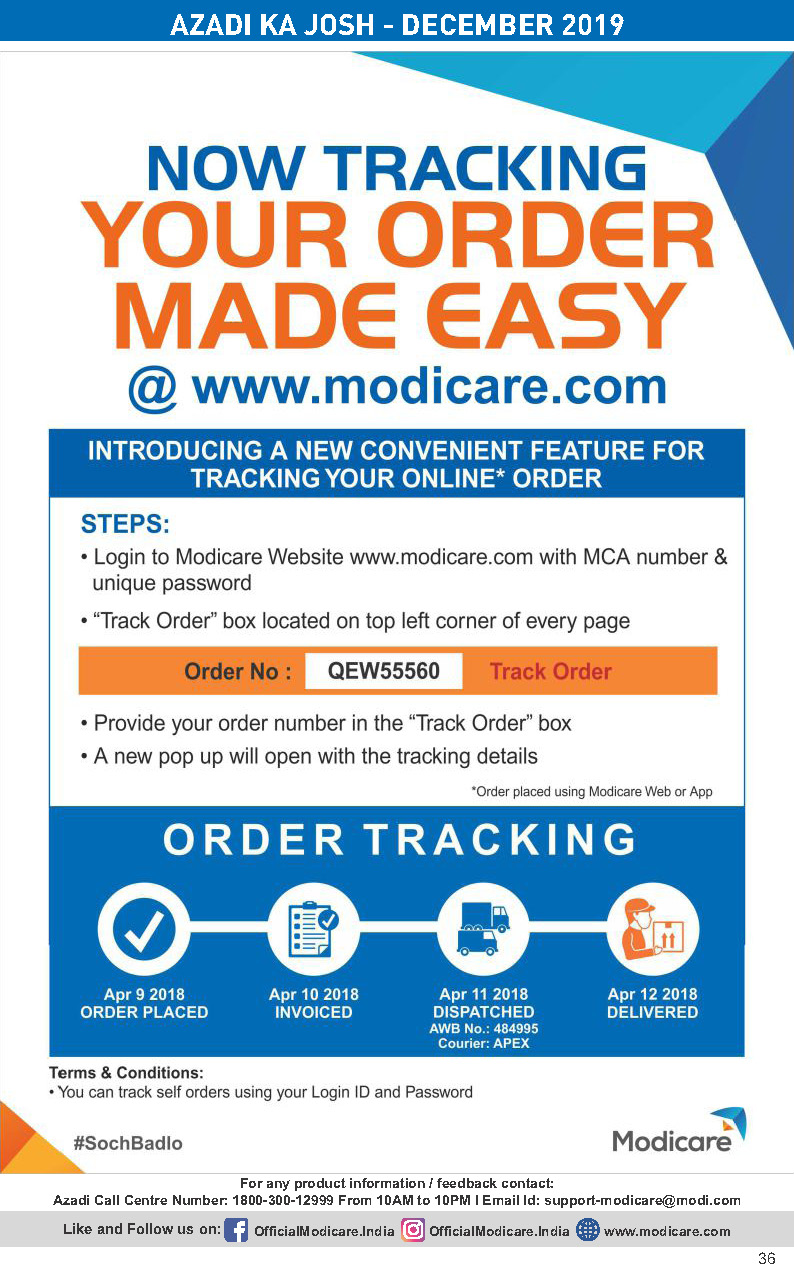 AZADI KA JOSH - DECEMBER 2019
NOW TRACKING
YOUR ORDER
MADE EASY
@ www.modicare.com
INTRODUCING A NEW CONVENIENT FEATURE FOR
TRACKING YOUR ONLINE* ORDER
STEPS:
• Login to Modicare Website www.modicare.com with MCA number &
unique password
• “Track Order” box located on top left corner of every page
Order No : QEW55560 Track Order
• Provide your order number in the “Track Order” box
• A new pop up will open with the tracking details
*Order placed using Modicare Web or App
ORDER TRACKING
Apr 9 2018
ORDER PLACED
Apr 10 2018
INVOICED
Apr 11 2018
DISPATCHED
AWB No.: 484995
Courier: APEX
Apr 12 2018
DELIVERED
Terms & Conditions:
• You can track self orders using your Login ID and Password
#SochBadlo
Modicare
For any product information / feedback contact:
Azadi Call Centre Number: 1800-300-12999 From 10AM to 10PM I Email Id: support-modicare@modi.com
Like and Follow us on: OfficialModicare.India OfficialModicare.India www.modicare.com
36